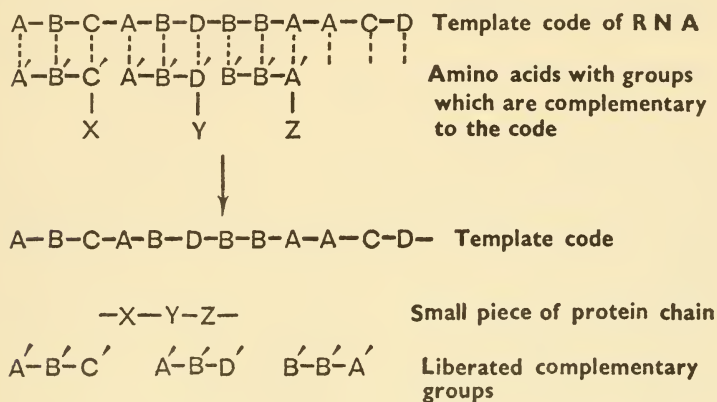 A-B-C-A-B-D-B-B-A-A-C-D Template code of R N A
A'-B'-C' A'-B'-D' B'-B'-A' Amino acids with groups
which are complementary
X Y Z to the code
A-B-C-A-B-D-B-B-A-A-C-D- Template code
-X-Y-Z- Small piece of protein chain
A'-B'-C' A'-B'-D' B'-B'-A' Liberated complementary
groups